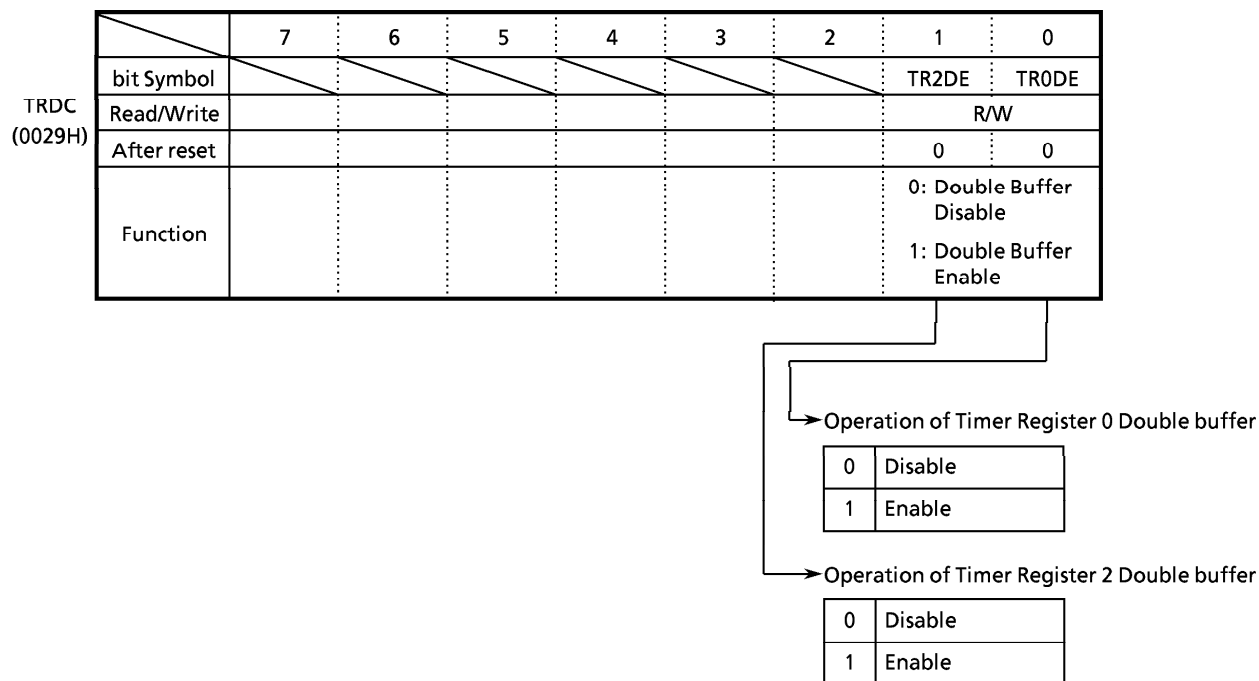 7 6 5 4 3 2 1 0
bit Symbol TR2DE TR0DE
TRDC
(0029H)
Read/Write R/W
After reset 0 0
Function
0: Double Buffer
Disable
1: Double Buffer
Enable
Operation of Timer Register 0 Double buffer
0 Disable
1 Enable
Operation of Timer Register 2 Double buffer
0 Disable
1 Enable